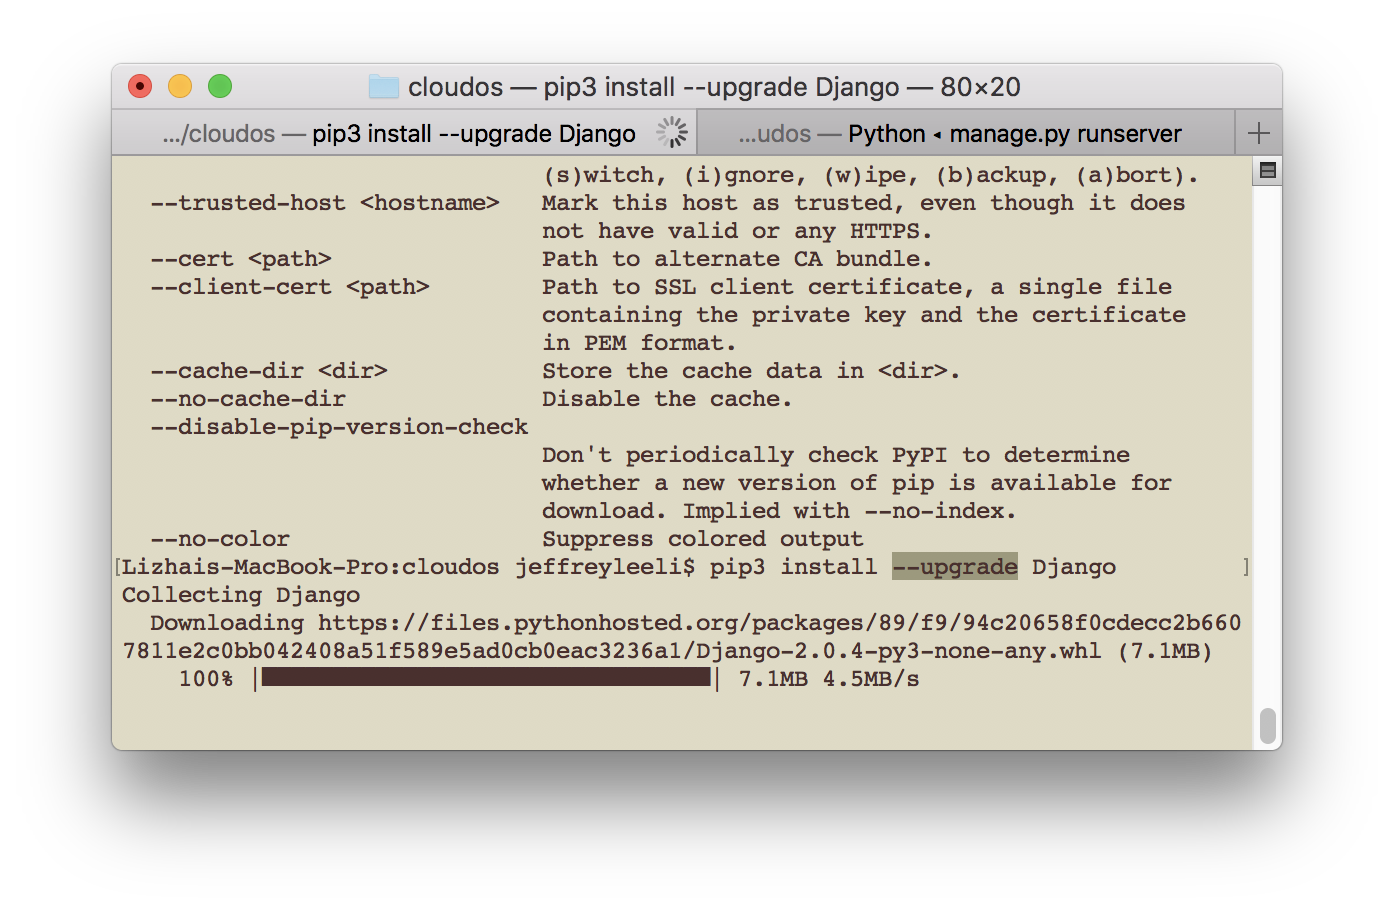 cloudos — pip3 install --upgrade Django — 80×20
.../cloudos — pip3 install --upgrade Django
...udos — Python ◂ manage.py runserver
(s)witch, (i)gnore, (w)ipe, (b)ackup, (a)bort).
--trusted-host <hostname>   Mark this host as trusted, even though it does
not have valid or any HTTPS.
--cert <path>               Path to alternate CA bundle.
--client-cert <path>        Path to SSL client certificate, a single file
containing the private key and the certificate
in PEM format.
--cache-dir <dir>           Store the cache data in <dir>.
--no-cache-dir              Disable the cache.
--disable-pip-version-check
Don't periodically check PyPI to determine
whether a new version of pip is available for
download. Implied with --no-index.
--no-color                  Suppress colored output
[Lizhais-MacBook-Pro:cloudos jeffreyleeli$ pip3 install --upgrade Django ]
Collecting Django
Downloading https://files.pythonhosted.org/packages/89/f9/94c20658f0cdecc2b660
7811e2c0bb042408a51f589e5ad0cb0eac3236a1/Django-2.0.4-py3-none-any.whl (7.1MB)
100% |████████████████████████████████| 7.1MB 4.5MB/s